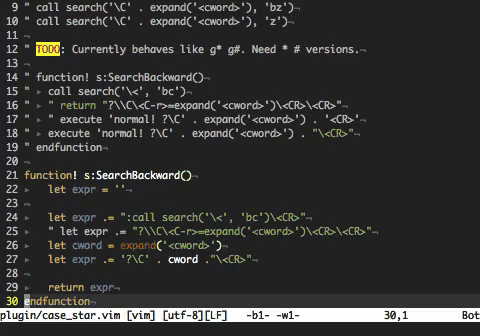 9 " call search('\C' . expand('<cword>'), 'bz')¬
10 " call search('\C' . expand('<cword>'), 'z')¬
11 ¬
12 " TODO: Currently behaves like g* g#. Need * # versions.¬
13 ¬
14 " function! s:SearchBackward()¬
15 " ▸ call search('\<', 'bc')¬
16 " ▸ " return "?\\C\<C-r>=expand('<cword>')\<CR>\<CR>"¬
17 " ▸ " execute 'normal! ?\C' . expand('<cword>') . '<CR>'¬
18 " ▸ execute 'normal! ?\C' . expand('<cword>') . "\<CR>"¬
19 " endfunction¬
20 ¬
21 function! s:SearchBackward()¬
22 ▸ let expr = ''¬
23 ¬
24 ▸ let expr .= ":call search('\<', 'bc')\<CR>"¬
25 ▸ " let expr .= "?\\C\<C-r>=expand('<cword>')\<CR>\<CR>"¬
26 ▸ let cword = expand('<cword>')¬
27 ▸ let expr .= '?\C' . cword ."\<CR>"¬
28 ¬
29 ▸ return expr¬
30 endfunction¬
plugin/case_star.vim [vim] [utf-8][LF] -b1- -w1- 30,1 Bot